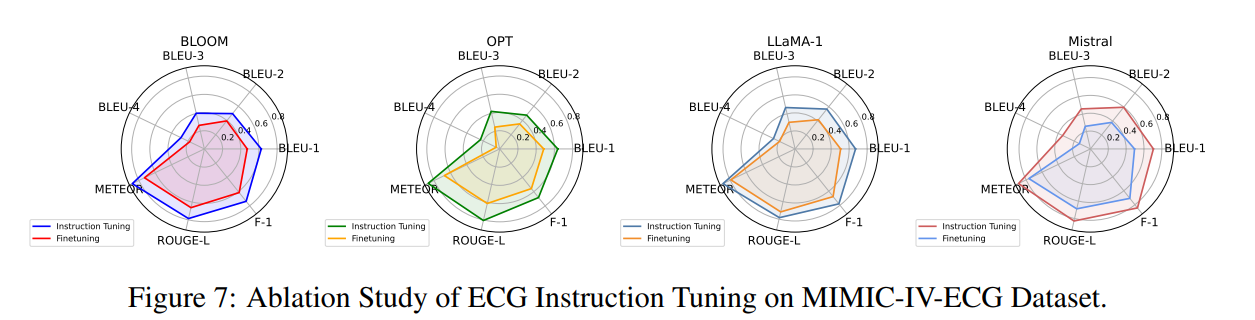 BLOOM
BLEU-3
BLEU-2
BLEU-4
0.8
0.6
0.4
0.2
BLEU-1
METEOR
F-1
ROUGE-L
Instruction Tuning
Finetuning
OPT
BLEU-3
BLEU-2
BLEU-4
0.8
0.6
0.4
0.2
BLEU-1
METEOR
F-1
ROUGE-L
Instruction Tuning
Finetuning
LLaMA-1
BLEU-3
BLEU-2
BLEU-4
0.8
0.6
0.4
0.2
BLEU-1
METEOR
F-1
ROUGE-L
Instruction Tuning
Finetuning
Mistral
BLEU-3
BLEU-2
BLEU-4
0.8
0.6
0.4
0.2
BLEU-1
METEOR
F-1
ROUGE-L
Instruction Tuning
Finetuning
Figure 7: Ablation Study of ECG Instruction Tuning on MIMIC-IV-ECG Dataset.